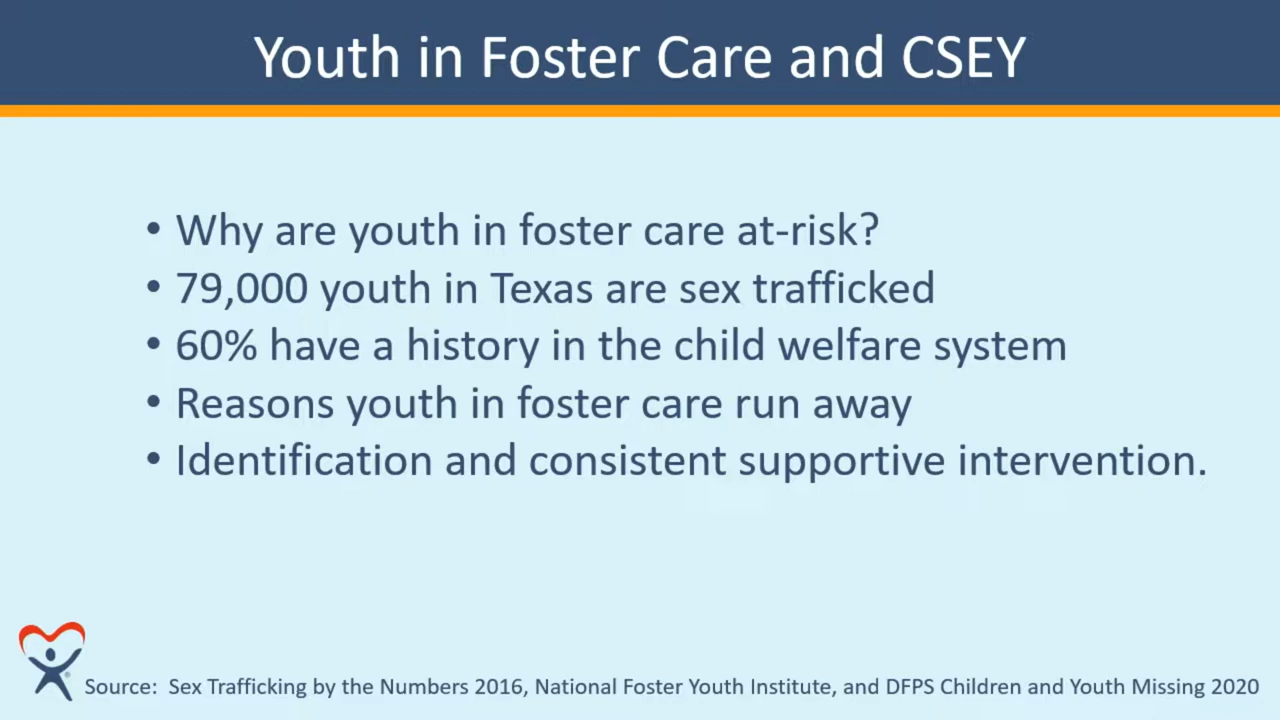 Youth in Foster Care and CSEY
• Why are youth in foster care at-risk?
• 79,000 youth in Texas are sex trafficked
• 60% have a history in the child welfare system
• Reasons youth in foster care run away
• Identification and consistent supportive intervention.
Source: Sex Trafficking by the Numbers 2016, National Foster Youth Institute, and DFPS Children and Youth Missing 2020